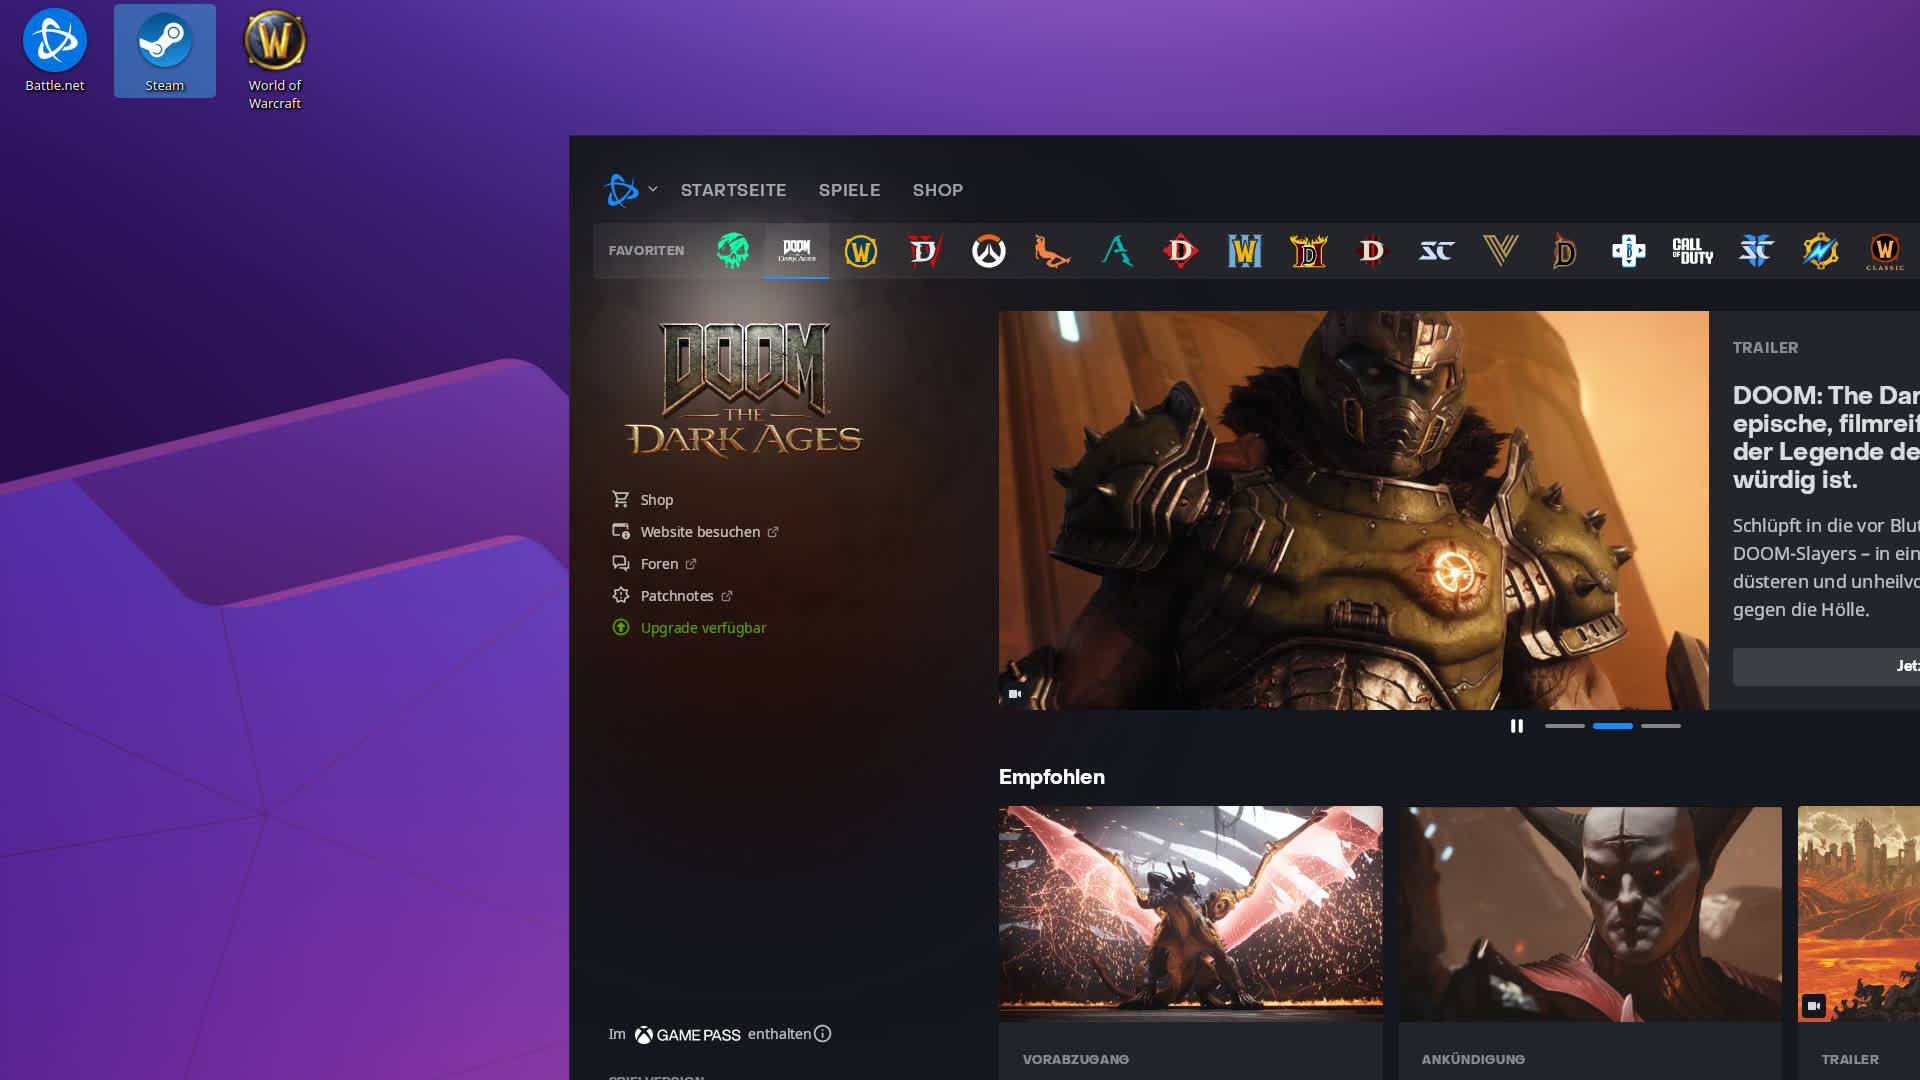 Battle.net
Steam
World of
Warcraft
STARTSEITE
SPIELE
SHOP
FAVORITEN
DOOM
DARK AGES
CALL
OF DUTY
CLASSIC
DOOM
THE
DARK AGES
Shop
Website besuchen
Foren
Patchnotes
Upgrade verfügbar
TRAILER
DOOM: The Dar
epische, filmreif
der Legende de
würdig ist.
Schlüpft in die vor Blut
DOOM-Slayers – in ein
düsteren und unheilvo
gegen die Hölle.
Jetz
Empfohlen
VORABZUGANG
ANKÜNDIGUNG
TRAILER
Im GAME PASS enthalten
SPIELVERSION